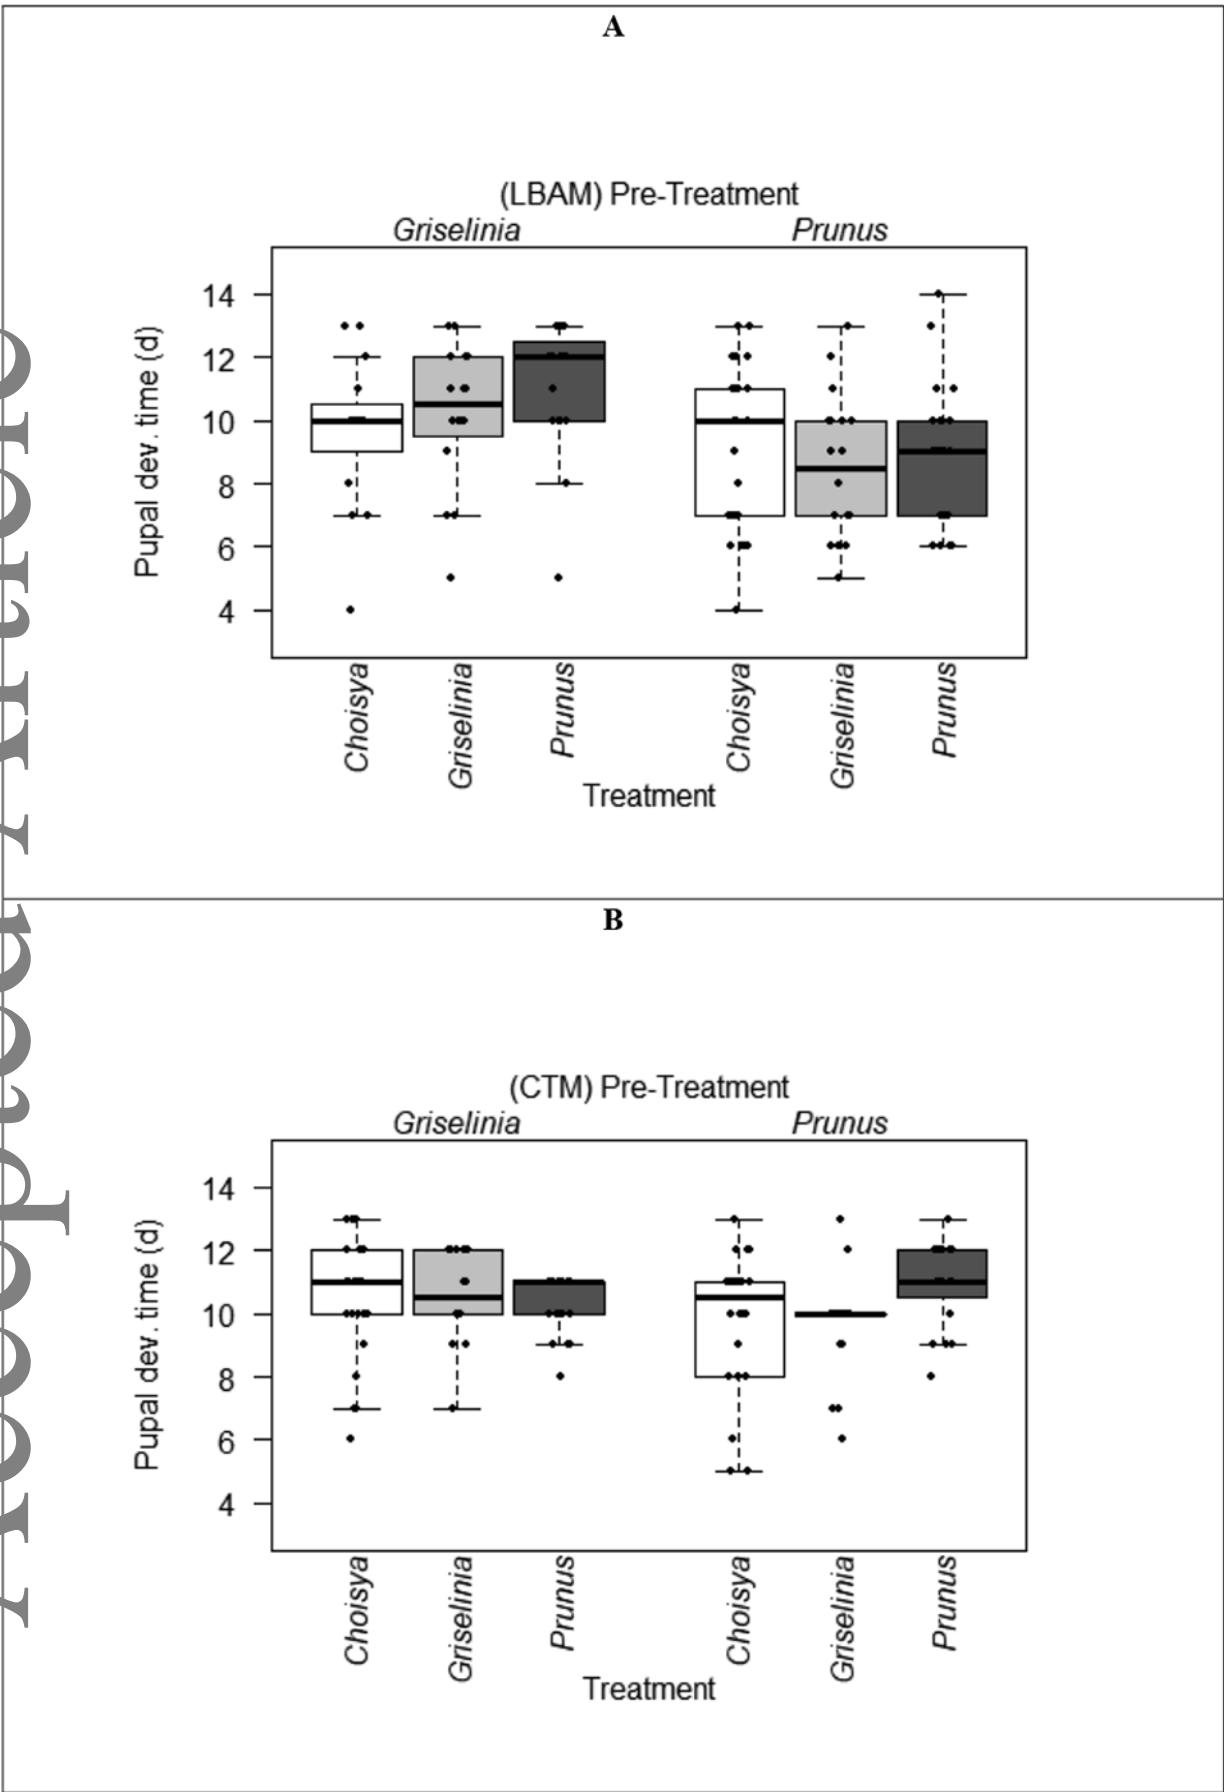 A
(LBAM) Pre-Treatment
Griselinia Prunus
Pupal dev. time (d)
14
12
10
8
6
4
Choisya Griselinia Prunus Choisya Griselinia Prunus
Treatment
B
(CTM) Pre-Treatment
Griselinia Prunus
Pupal dev. time (d)
14
12
10
8
6
4
Choisya Griselinia Prunus Choisya Griselinia Prunus
Treatment
Accepted Article